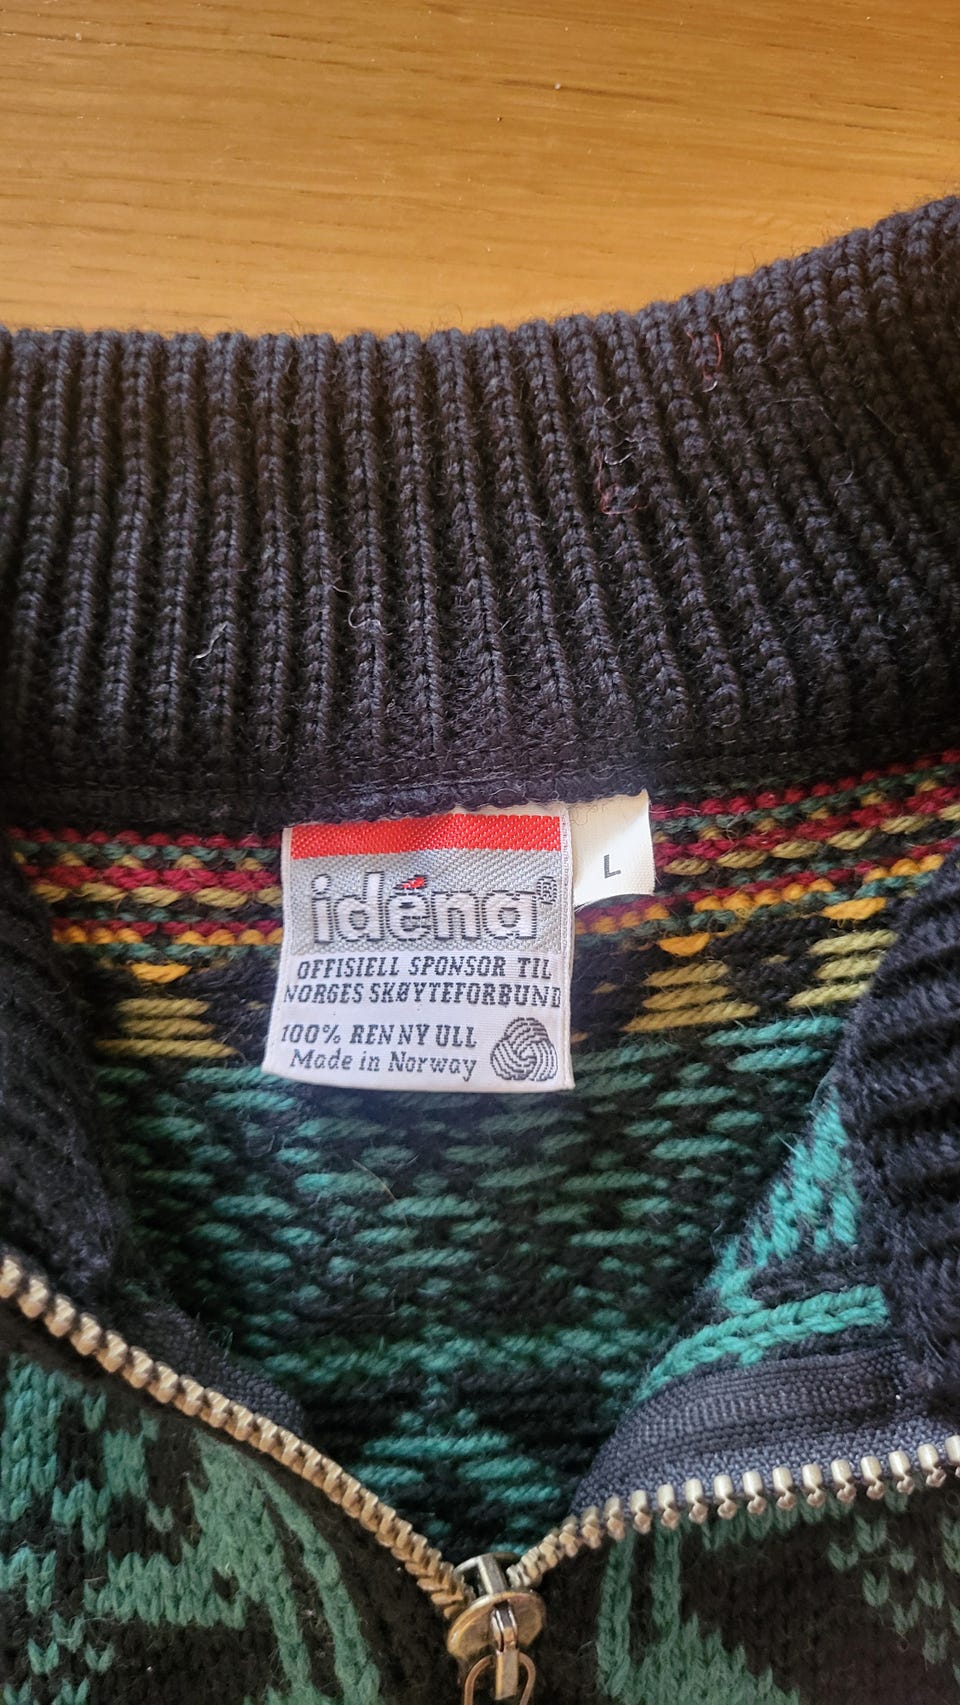 idéna®
L
OFFISIELL SPONSOR TIL
NORGES SKØYTEFORBUND
100% REN NY ULL
Made in Norway